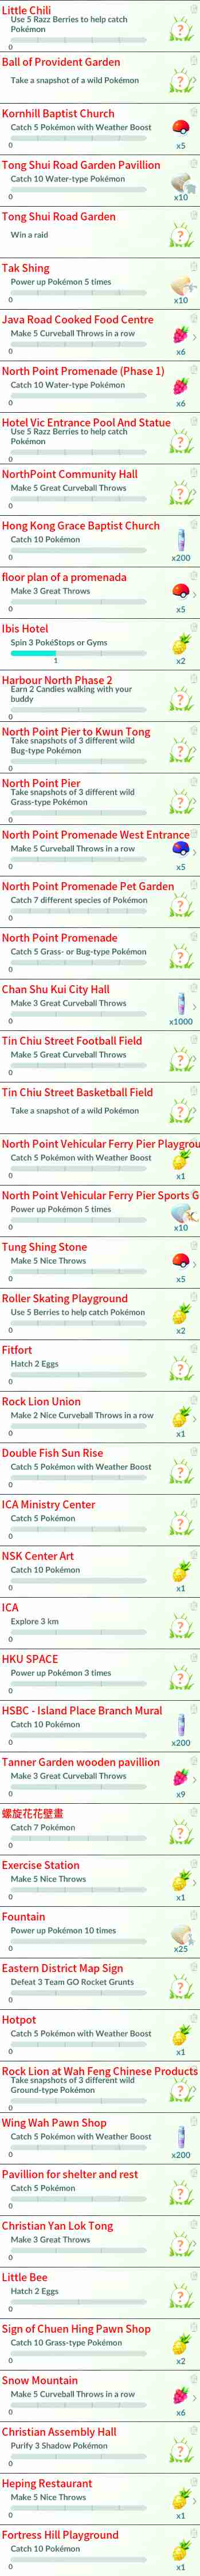 Little Chili
Use 5 Razz Berries to help catch
Pokémon
0
Ball of Provident Garden
Take a snapshot of a wild Pokémon
Kornhill Baptist Church
Catch 5 Pokémon with Weather Boost
0
x5
Tong Shui Road Garden Pavillion
Catch 10 Water-type Pokémon
0
x10
Tong Shui Road Garden
Win a raid
Tak Shing
Power up Pokémon 5 times
0
x10
Java Road Cooked Food Centre
Make 5 Curveball Throws in a row
0
x6
North Point Promenade (Phase 1)
Catch 10 Water-type Pokémon
0
x6
Hotel Vic Entrance Pool And Statue
Use 5 Razz Berries to help catch
Pokémon
0
NorthPoint Community Hall
Make 5 Great Curveball Throws
0
Hong Kong Grace Baptist Church
Catch 10 Pokémon
0
x200
floor plan of a promenada
Make 3 Great Throws
0
x5
Ibis Hotel
Spin 3 PokéStops or Gyms
1
x2
Harbour North Phase 2
Earn 2 Candies walking with your
buddy
0
North Point Pier to Kwun Tong
Take snapshots of 3 different wild
Bug-type Pokémon
0
North Point Pier
Take snapshots of 3 different wild
Grass-type Pokémon
0
North Point Promenade West Entrance
Make 5 Curveball Throws in a row
0
x5
North Point Promenade Pet Garden
Catch 7 different species of Pokémon
0
North Point Promenade
Catch 5 Grass- or Bug-type Pokémon
0
Chan Shu Kui City Hall
Make 3 Great Curveball Throws
0
x1000
Tin Chiu Street Football Field
Make 5 Great Curveball Throws
0
Tin Chiu Street Basketball Field
Take a snapshot of a wild Pokémon
North Point Vehicular Ferry Pier Playgrou
Catch 5 Pokémon with Weather Boost
0
x1
North Point Vehicular Ferry Pier Sports G
Power up Pokémon 5 times
0
x10
Tung Shing Stone
Make 5 Nice Throws
0
x5
Roller Skating Playground
Use 5 Berries to help catch Pokémon
0
x2
Fitfort
Hatch 2 Eggs
0
Rock Lion Union
Make 2 Nice Curveball Throws in a row
0
x1
Double Fish Sun Rise
Catch 5 Pokémon with Weather Boost
0
ICA Ministry Center
Catch 5 Pokémon
0
NSK Center Art
Catch 10 Pokémon
0
x1
ICA
Explore 3 km
0
HKU SPACE
Power up Pokémon 3 times
0
HSBC - Island Place Branch Mural
Catch 10 Pokémon
0
x200
Tanner Garden wooden pavillion
Make 3 Great Curveball Throws
0
x9
螺旋花花壁畫
Catch 7 Pokémon
0
Exercise Station
Make 5 Nice Throws
0
x1
Fountain
Power up Pokémon 10 times
0
x25
Eastern District Map Sign
Defeat 3 Team GO Rocket Grunts
0
Hotpot
Catch 5 Pokémon with Weather Boost
0
x1
Rock Lion at Wah Feng Chinese Products
Take snapshots of 3 different wild
Ground-type Pokémon
0
Wing Wah Pawn Shop
Catch 5 Pokémon with Weather Boost
0
x200
Pavillion for shelter and rest
Catch 5 Pokémon
0
Christian Yan Lok Tong
Make 3 Great Throws
0
Little Bee
Hatch 2 Eggs
0
Sign of Chuen Hing Pawn Shop
Catch 10 Grass-type Pokémon
0
x2
Snow Mountain
Make 5 Curveball Throws in a row
0
x6
Christian Assembly Hall
Purify 3 Shadow Pokémon
0
Heping Restaurant
Make 5 Nice Throws
0
x1
Fortress Hill Playground
Catch 10 Pokémon
0
x1